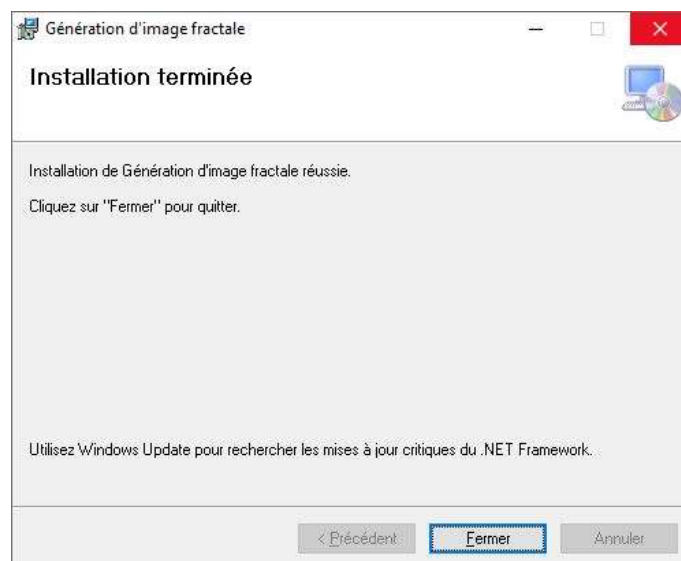 Génération d'image fractale
Installation terminée
Installation de Génération d'image fractale réussie.
Cliquez sur "Fermer" pour quitter.
Utilisez Windows Update pour rechercher les mises à jour critiques du .NET Framework.
< Précédent
Fermer
Annuler